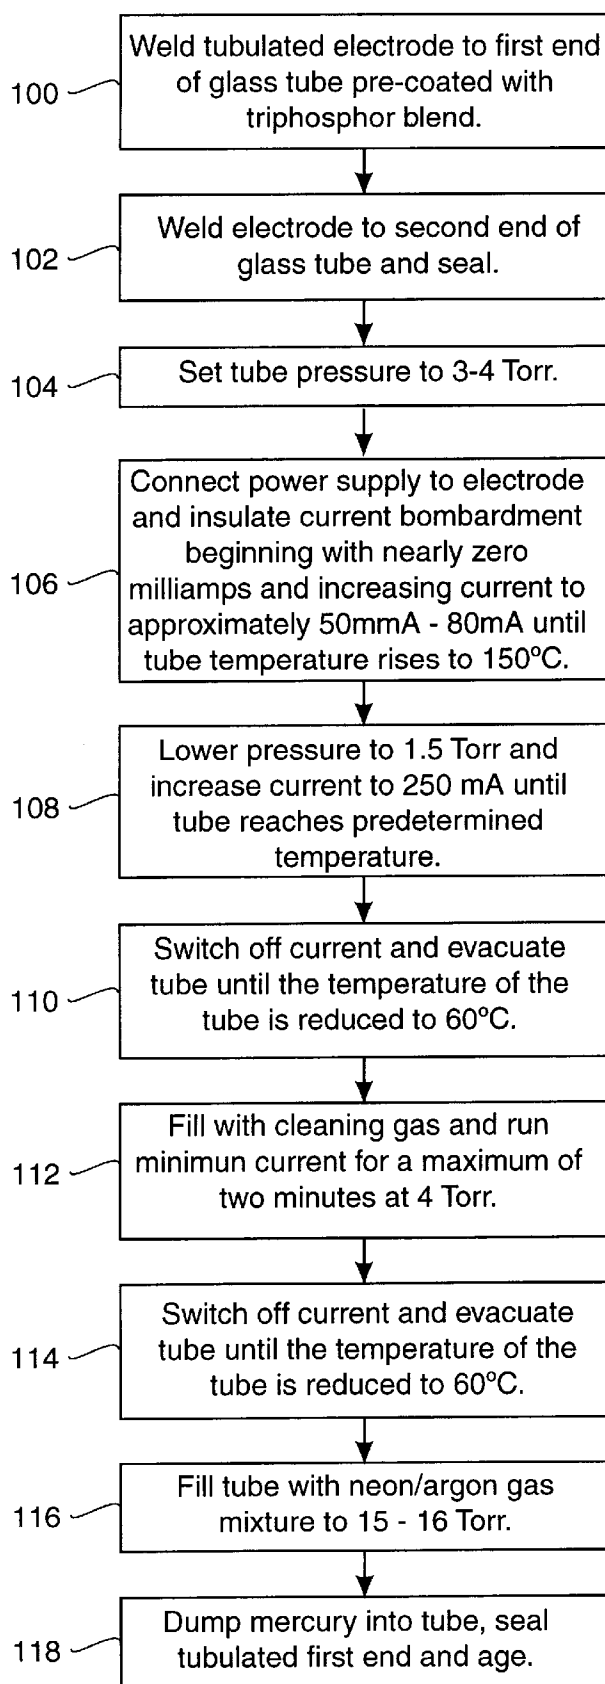 100
Weld tubulated electrode to first end
of glass tube pre-coated with
triphosphor blend.
102
Weld electrode to second end of
glass tube and seal.
104
Set tube pressure to 3-4 Torr.
106
Connect power supply to electrode
and insulate current bombardment
beginning with nearly zero
milliamps and increasing current to
approximately 50mmA - 80mA until
tube temperature rises to 150°C.
108
Lower pressure to 1.5 Torr and
increase current to 250 mA until
tube reaches predetermined
temperature.
110
Switch off current and evacuate
tube until the temperature of the
tube is reduced to 60°C.
112
Fill with cleaning gas and run
minimun current for a maximum of
two minutes at 4 Torr.
114
Switch off current and evacuate
tube until the temperature of the
tube is reduced to 60°C.
116
Fill tube with neon/argon gas
mixture to 15 - 16 Torr.
118
Dump mercury into tube, seal
tubulated first end and age.